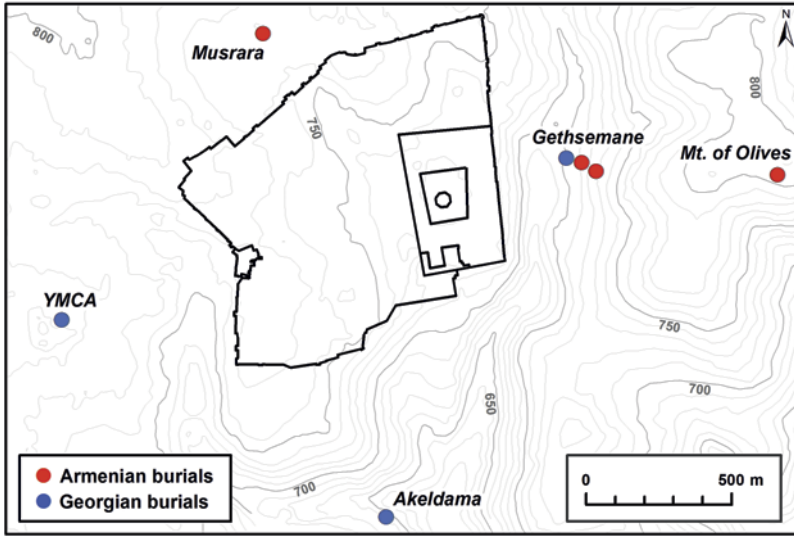 800
Musrara
N
750
Gethsemane
800
Mt. of Olives
YMCA
750
700
650
Armenian burials
Georgian burials
700
Akeldama
0 500 m